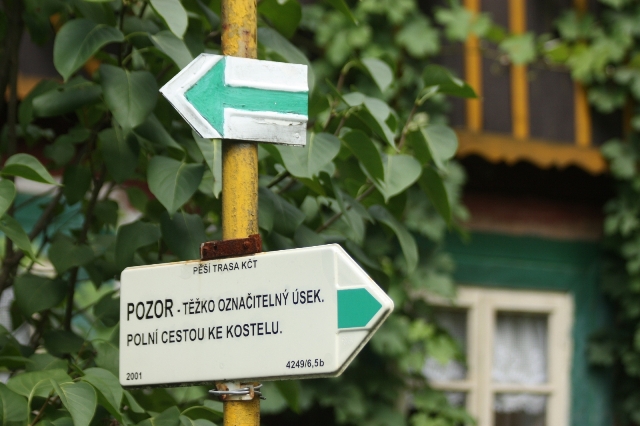 PĚŠÍ TRASA KČT
POZOR - TĚŽKO OZNAČITELNÝ ÚSEK.
POLNÍ CESTOU KE KOSTELU.
2001 4249/6,5b